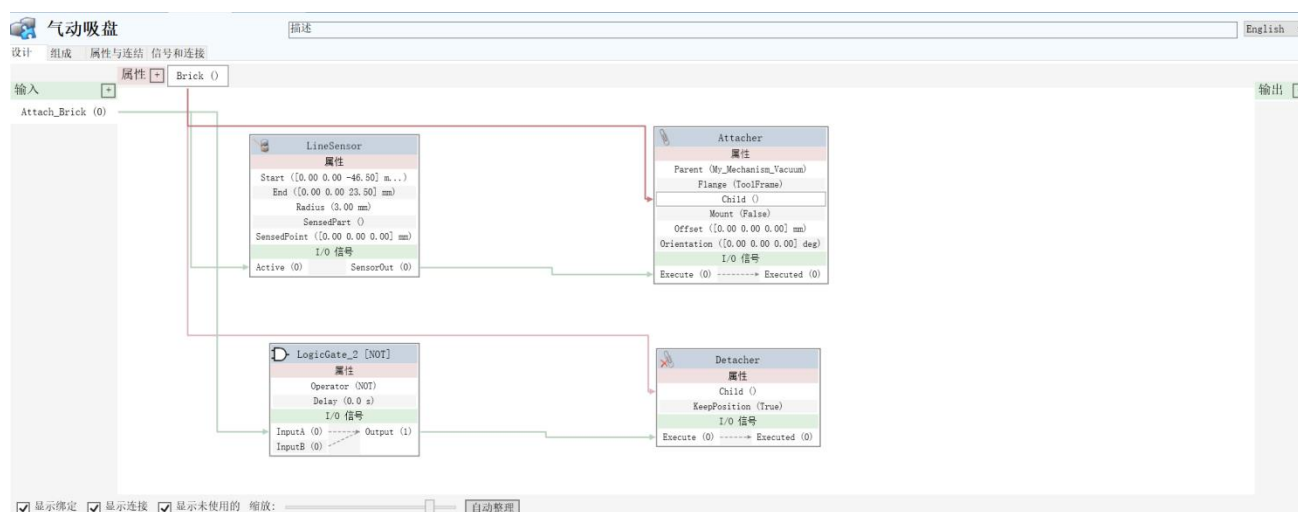 气动吸盘
描述
English
设计 组成 属性与连结 信号和连接
属性 + Brick ()
输入 +
输出
Attach_Brick (0)
LineSensor
属性
Start ([0.00 0.00 -46.50] m...)
End ([0.00 0.00 23.50] mm)
Radius (3.00 mm)
SensedPart ()
SensedPoint ([0.00 0.00 0.00] mm)
I/O 信号
Active (0) SensorOut (0)
Attacher
属性
Parent (My_Mechanism_Vacuum)
Flange (ToolFrame)
Child ()
Mount (False)
Offset ([0.00 0.00 0.00] mm)
Orientation ([0.00 0.00 0.00] deg)
I/O 信号
Execute (0) Executed (0)
LogicGate_2 [NOT]
属性
Operator (NOT)
Delay (0.0 s)
I/O 信号
InputA (0) Output (1)
InputB (0)
Detacher
属性
Child ()
KeepPosition (True)
I/O 信号
Execute (0) Executed (0)
显示绑定 显示连接 显示未使用的 缩放: 自动整理